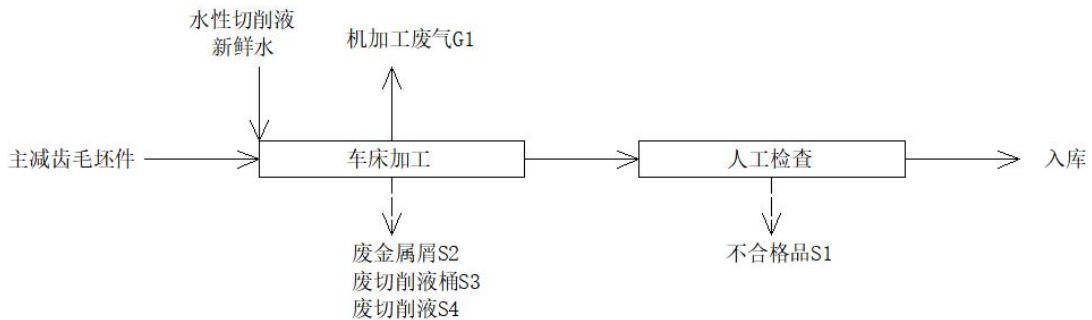 水性切削液
新鲜水
机加工废气G1
主减齿毛坯件
车床加工
人工检查
入库
废金属屑S2
废切削液桶S3
废切削液S4
不合格品S1